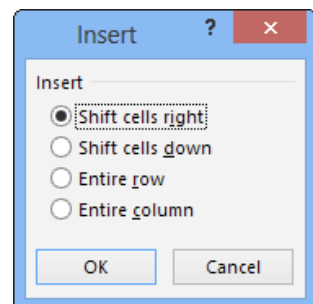 Insert ? ×
Insert
Shift cells right
Shift cells down
Entire row
Entire column
OK Cancel